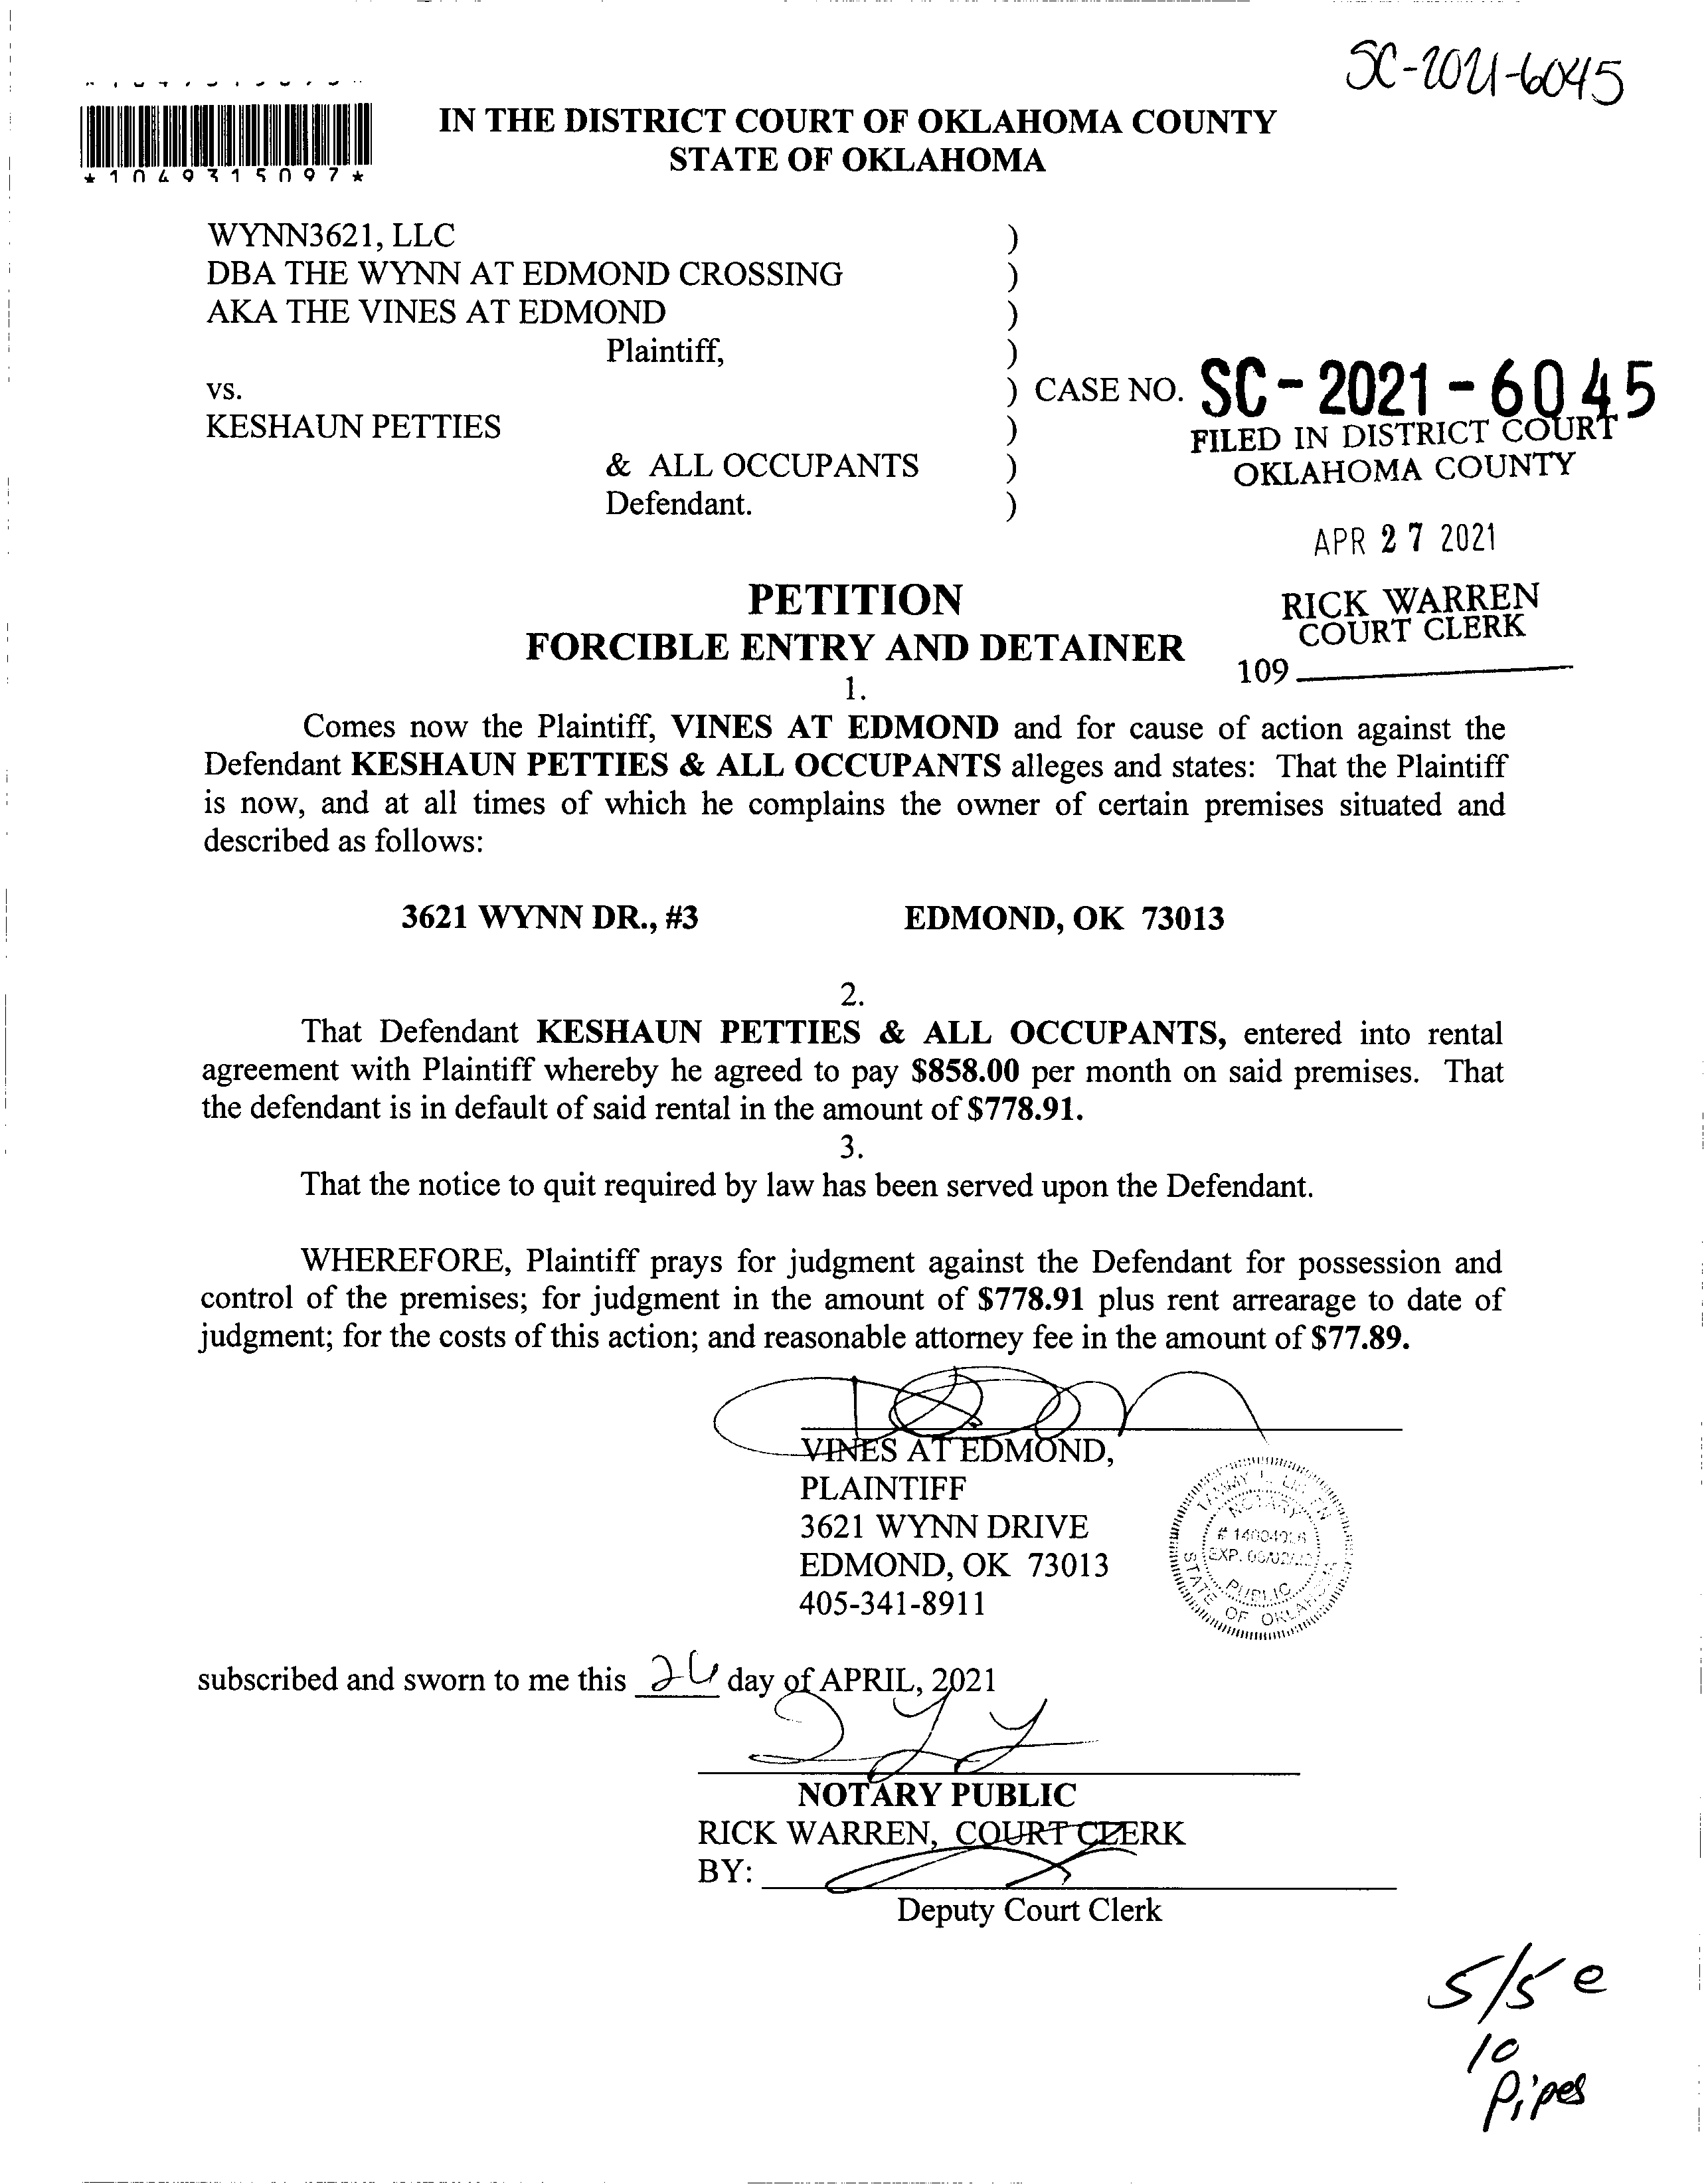 SC-2021-6045
*1049315097*
IN THE DISTRICT COURT OF OKLAHOMA COUNTY
STATE OF OKLAHOMA
WYNN3621, LLC )
DBA THE WYNN AT EDMOND CROSSING )
AKA THE VINES AT EDMOND )
Plaintiff, )
vs. ) CASE NO. SC-2021-6045
KESHAUN PETTIES )
& ALL OCCUPANTS )
Defendant. )
FILED IN DISTRICT COURT
OKLAHOMA COUNTY
APR 27 2021
RICK WARREN
COURT CLERK
109
PETITION
FORCIBLE ENTRY AND DETAINER
1.
Comes now the Plaintiff, VINES AT EDMOND and for cause of action against the
Defendant KESHAUN PETTIES & ALL OCCUPANTS alleges and states: That the Plaintiff
is now, and at all times of which he complains the owner of certain premises situated and
described as follows:
3621 WYNN DR., #3 EDMOND, OK 73013
2.
That Defendant KESHAUN PETTIES & ALL OCCUPANTS, entered into rental
agreement with Plaintiff whereby he agreed to pay $858.00 per month on said premises. That
the defendant is in default of said rental in the amount of $778.91.
3.
That the notice to quit required by law has been served upon the Defendant.
WHEREFORE, Plaintiff prays for judgment against the Defendant for possession and
control of the premises; for judgment in the amount of $778.91 plus rent arrearage to date of
judgment; for the costs of this action; and reasonable attorney fee in the amount of $77.89.
VINES AT EDMOND,
PLAINTIFF
3621 WYNN DRIVE
EDMOND, OK 73013
405-341-8911
NOTARY
PUBLIC
STATE OF OKLAHOMA
subscribed and sworn to me this 26 day of APRIL, 2021
NOTARY PUBLIC
RICK WARREN, COURT CLERK
BY:
Deputy Court Clerk
5/5 e
10
Pipes